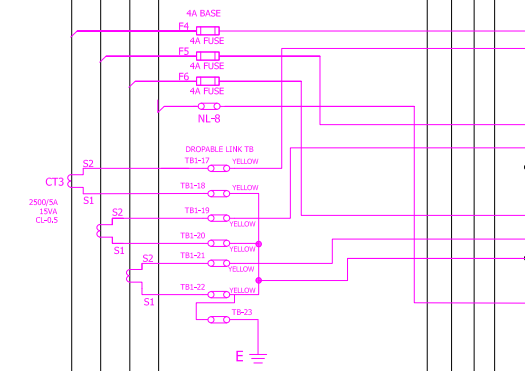 4A BASE
F4
4A FUSE
F5
4A FUSE
F6
4A FUSE
NL-8
DROPABLE LINK TB
S2
TB1-17
YELLOW
CT3
TB1-18
YELLOW
S1
2500/5A
15VA
CL-0.5
S2
TB1-19
YELLOW
TB1-20
S1
YELLOW
S2
TB1-21
YELLOW
TB1-22
YELLOW
S1
TB-23
E